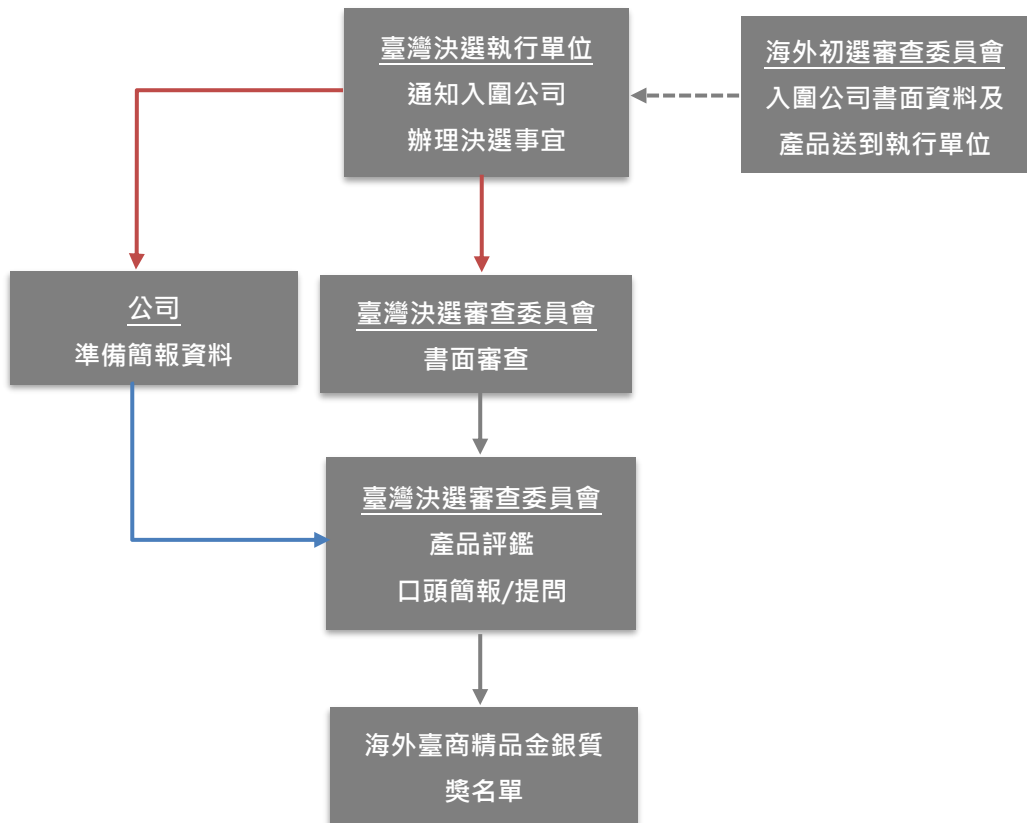 臺灣決選執行單位
通知入圍公司
辦理決選事宜
海外初選審查委員會
入圍公司書面資料及
產品送到執行單位
公司
準備簡報資料
臺灣決選審查委員會
書面審查
臺灣決選審查委員會
產品評鑑
口頭簡報/提問
海外臺商精品金銀質
獎名單